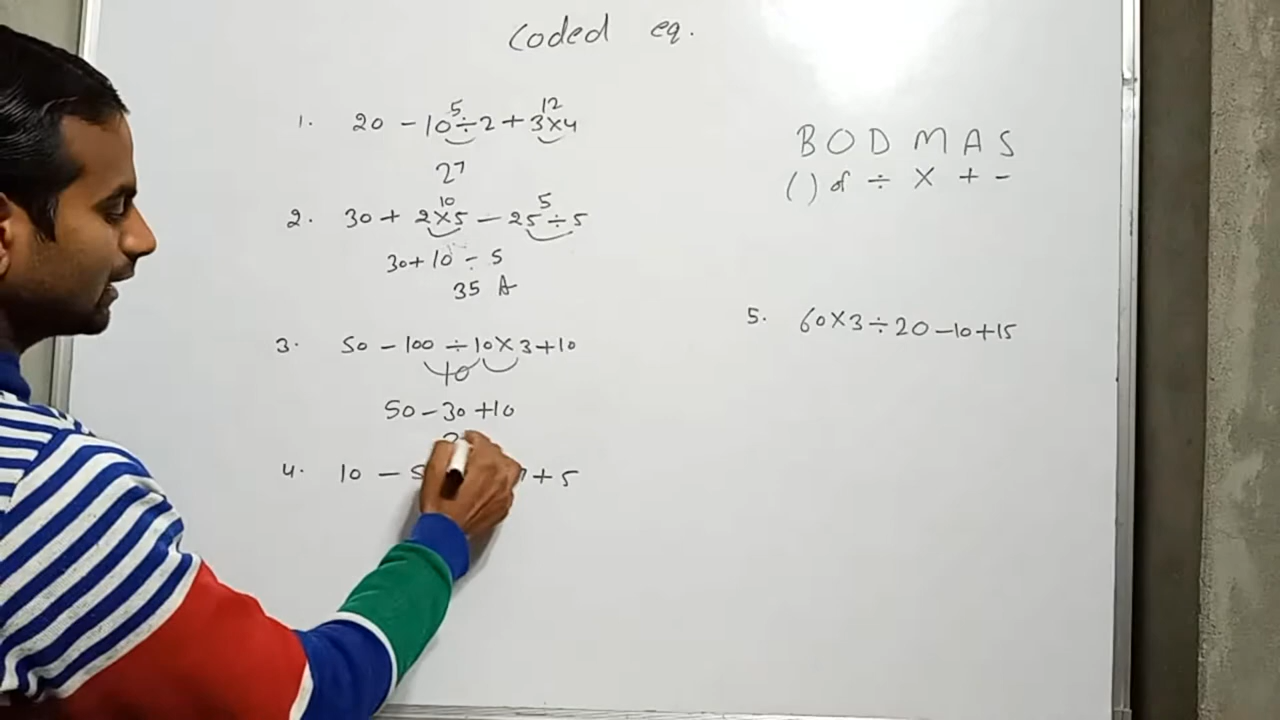 Coded eq.
5 12
1. 20 - 10 ÷ 2 + 3 x 4
27
10 5
2. 30 + 2 x 5 - 25 ÷ 5
30 + 10 - 5
35 A
3. 50 - 100 ÷ 10 x 3 + 10
10
50 - 30 + 10
4. 10 - 5 + 5
B O D M A S
( ) of ÷ X + -
5. 60 x 3 ÷ 20 - 10 + 15